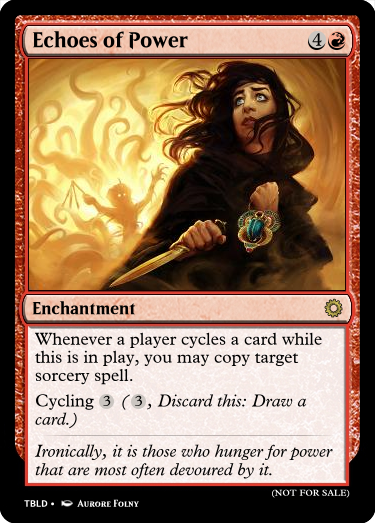 Echoes of Power 4
Enchantment
Whenever a player cycles a card while
this is in play, you may copy target
sorcery spell.
Cycling 3 ( 3, Discard this: Draw a
card.)
Ironically, it is those who hunger for power
that are most often devoured by it.
(NOT FOR SALE)
TBLD • Aurore Folny